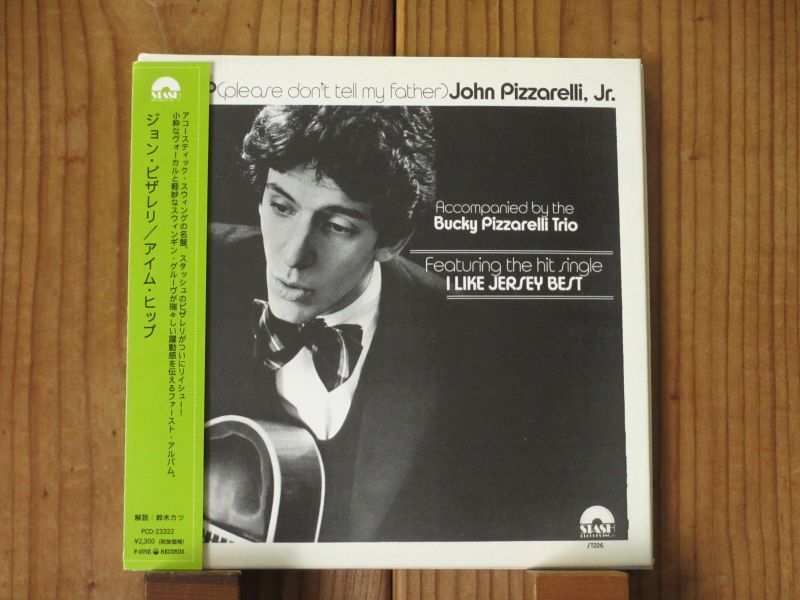 P(please don't tell my father) John Pizzarelli, Jr.
Accompanied by the
Bucky Pizzarelli Trio
Featuring the hit single
I LIKE JERSEY BEST
STASH
ST226
STASH
ジョン・ピザレリ／アイム・ヒップ
アコースティック・スウィングの名盤、スタッシュのピザレリがついにリイシュー！
小粋なヴォーカルと軽妙なスウィンギン・グルーヴが瑞々しい躍動感を伝えるファースト・アルバム。
解説：鈴木カツ
PCD-23322
¥2,300（税抜価格）
P-VINE RECORDS